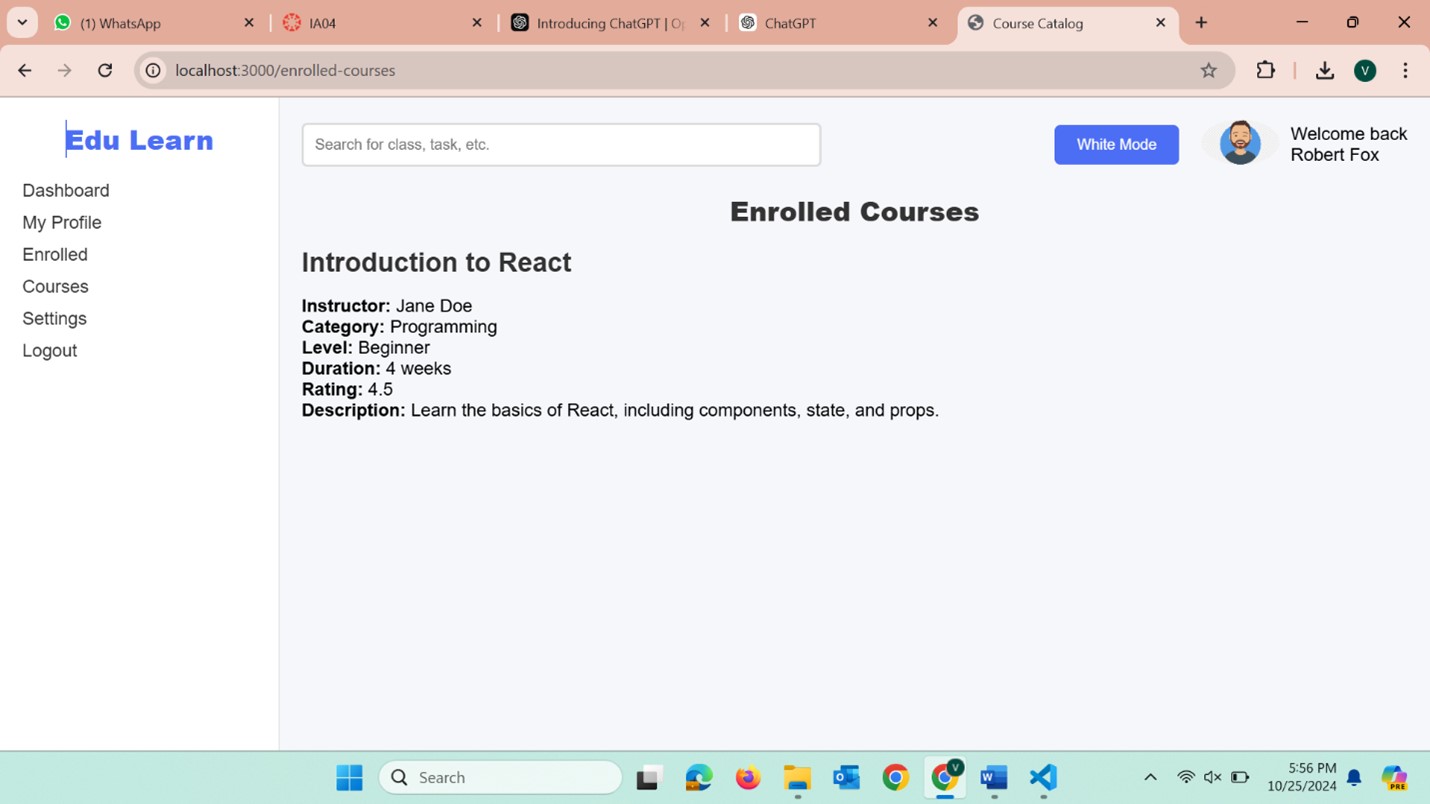 (1) WhatsApp
IA04
Introducing ChatGPT | Op
ChatGPT
Course Catalog
localhost:3000/enrolled-courses
V
Edu Learn
Dashboard
My Profile
Enrolled
Courses
Settings
Logout
Search for class, task, etc.
White Mode
Welcome back
Robert Fox
Enrolled Courses
Introduction to React
Instructor: Jane Doe
Category: Programming
Level: Beginner
Duration: 4 weeks
Rating: 4.5
Description: Learn the basics of React, including components, state, and props.
Search
V
W
5:56 PM
10/25/2024
PRE